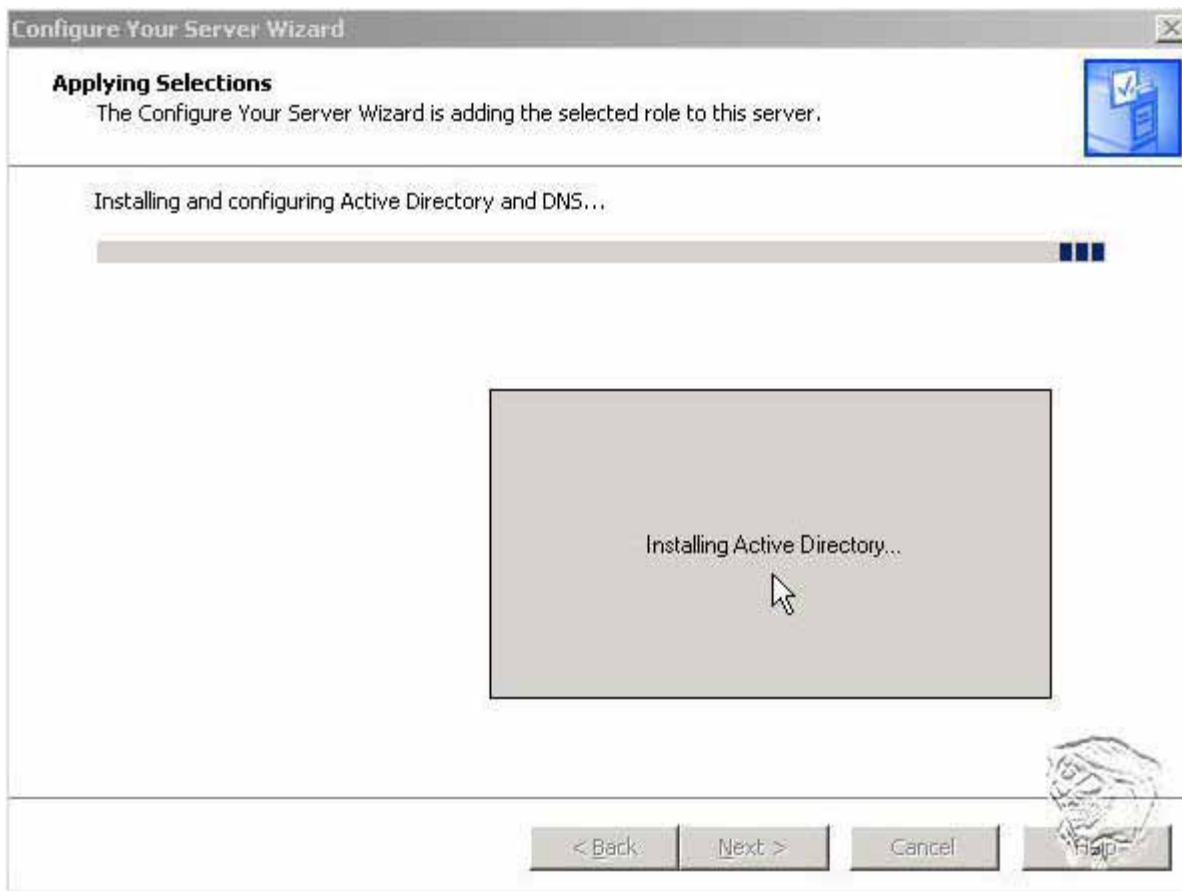 Configure Your Server Wizard
Applying Selections
The Configure Your Server Wizard is adding the selected role to this server.
Installing and configuring Active Directory and DNS...
Installing Active Directory...
< Back
Next >
Cancel
Help